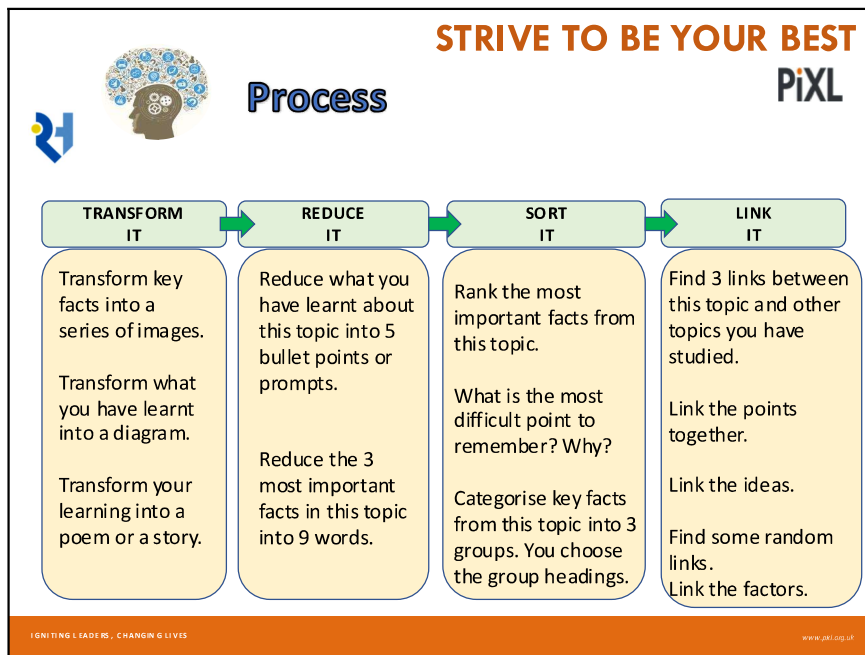 STRIVE TO BE YOUR BEST
PiXL
Process
TRANSFORM
IT
Transform key
facts into a
series of images.
Transform what
you have learnt
into a diagram.
Transform your
learning into a
poem or a story.
REDUCE
IT
Reduce what you
have learnt about
this topic into 5
bullet points or
prompts.
Reduce the 3
most important
facts in this topic
into 9 words.
SORT
IT
Rank the most
important facts from
this topic.
What is the most
difficult point to
remember? Why?
Categorise key facts
from this topic into 3
groups. You choose
the group headings.
LINK
IT
Find 3 links between
this topic and other
topics you have
studied.
Link the points
together.
Link the ideas.
Find some random
links.
Link the factors.
IGNITING LEADERS, CHANGING LIVES
www.pixl.org.uk